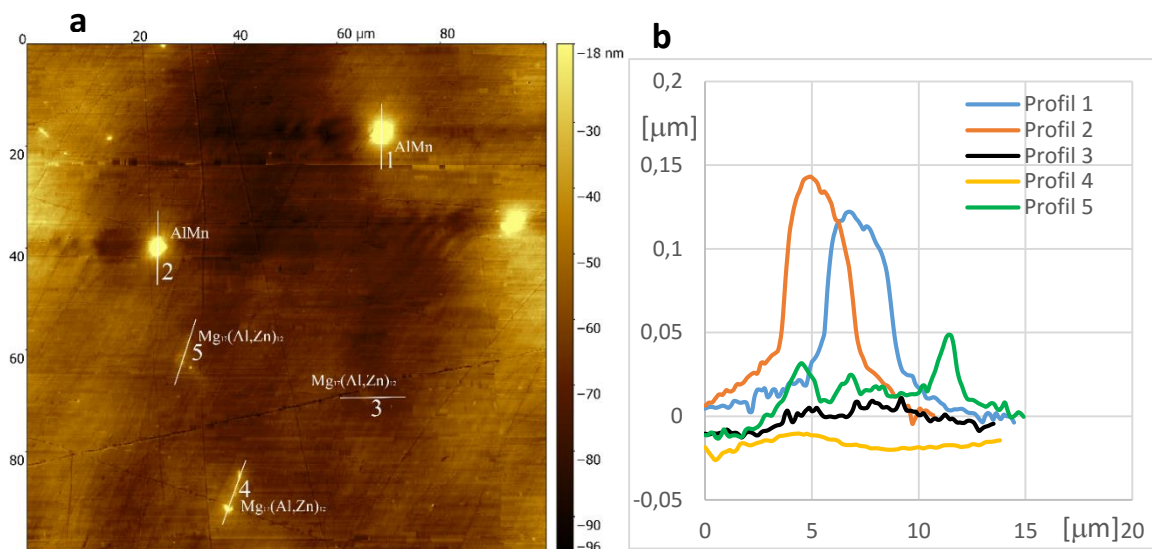 a
0
20
40
60 µm
80
20
40
60
80
AlMn
1
AlMn
2
Mg₁₇(Al,Zn)₁₂
5
Mg₁₇(Al,Zn)₁₂
3
4
Mg₁₇(Al,Zn)₁₂
−18 nm
−30
−40
−50
−60
−70
−80
−90
−96
b
0,2
[µm]
0,15
0,1
0,05
0
-0,05
Profil 1
Profil 2
Profil 3
Profil 4
Profil 5
0 5 10 15 [µm] 20